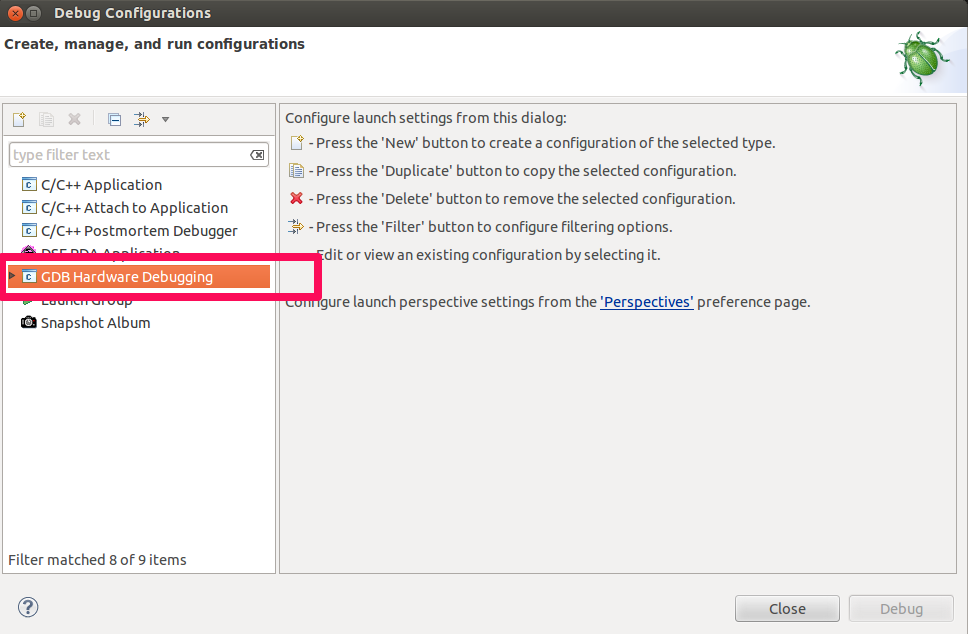 Debug Configurations
Create, manage, and run configurations
type filter text
C/C++ Application
C/C++ Attach to Application
C/C++ Postmortem Debugger
DSF PDA Application
GDB Hardware Debugging
Launch Group
Snapshot Album
Filter matched 8 of 9 items
Configure launch settings from this dialog:
- Press the 'New' button to create a configuration of the selected type.
- Press the 'Duplicate' button to copy the selected configuration.
- Press the 'Delete' button to remove the selected configuration.
- Press the 'Filter' button to configure filtering options.
Edit or view an existing configuration by selecting it.
Configure launch perspective settings from the 'Perspectives' preference page.
Close
Debug